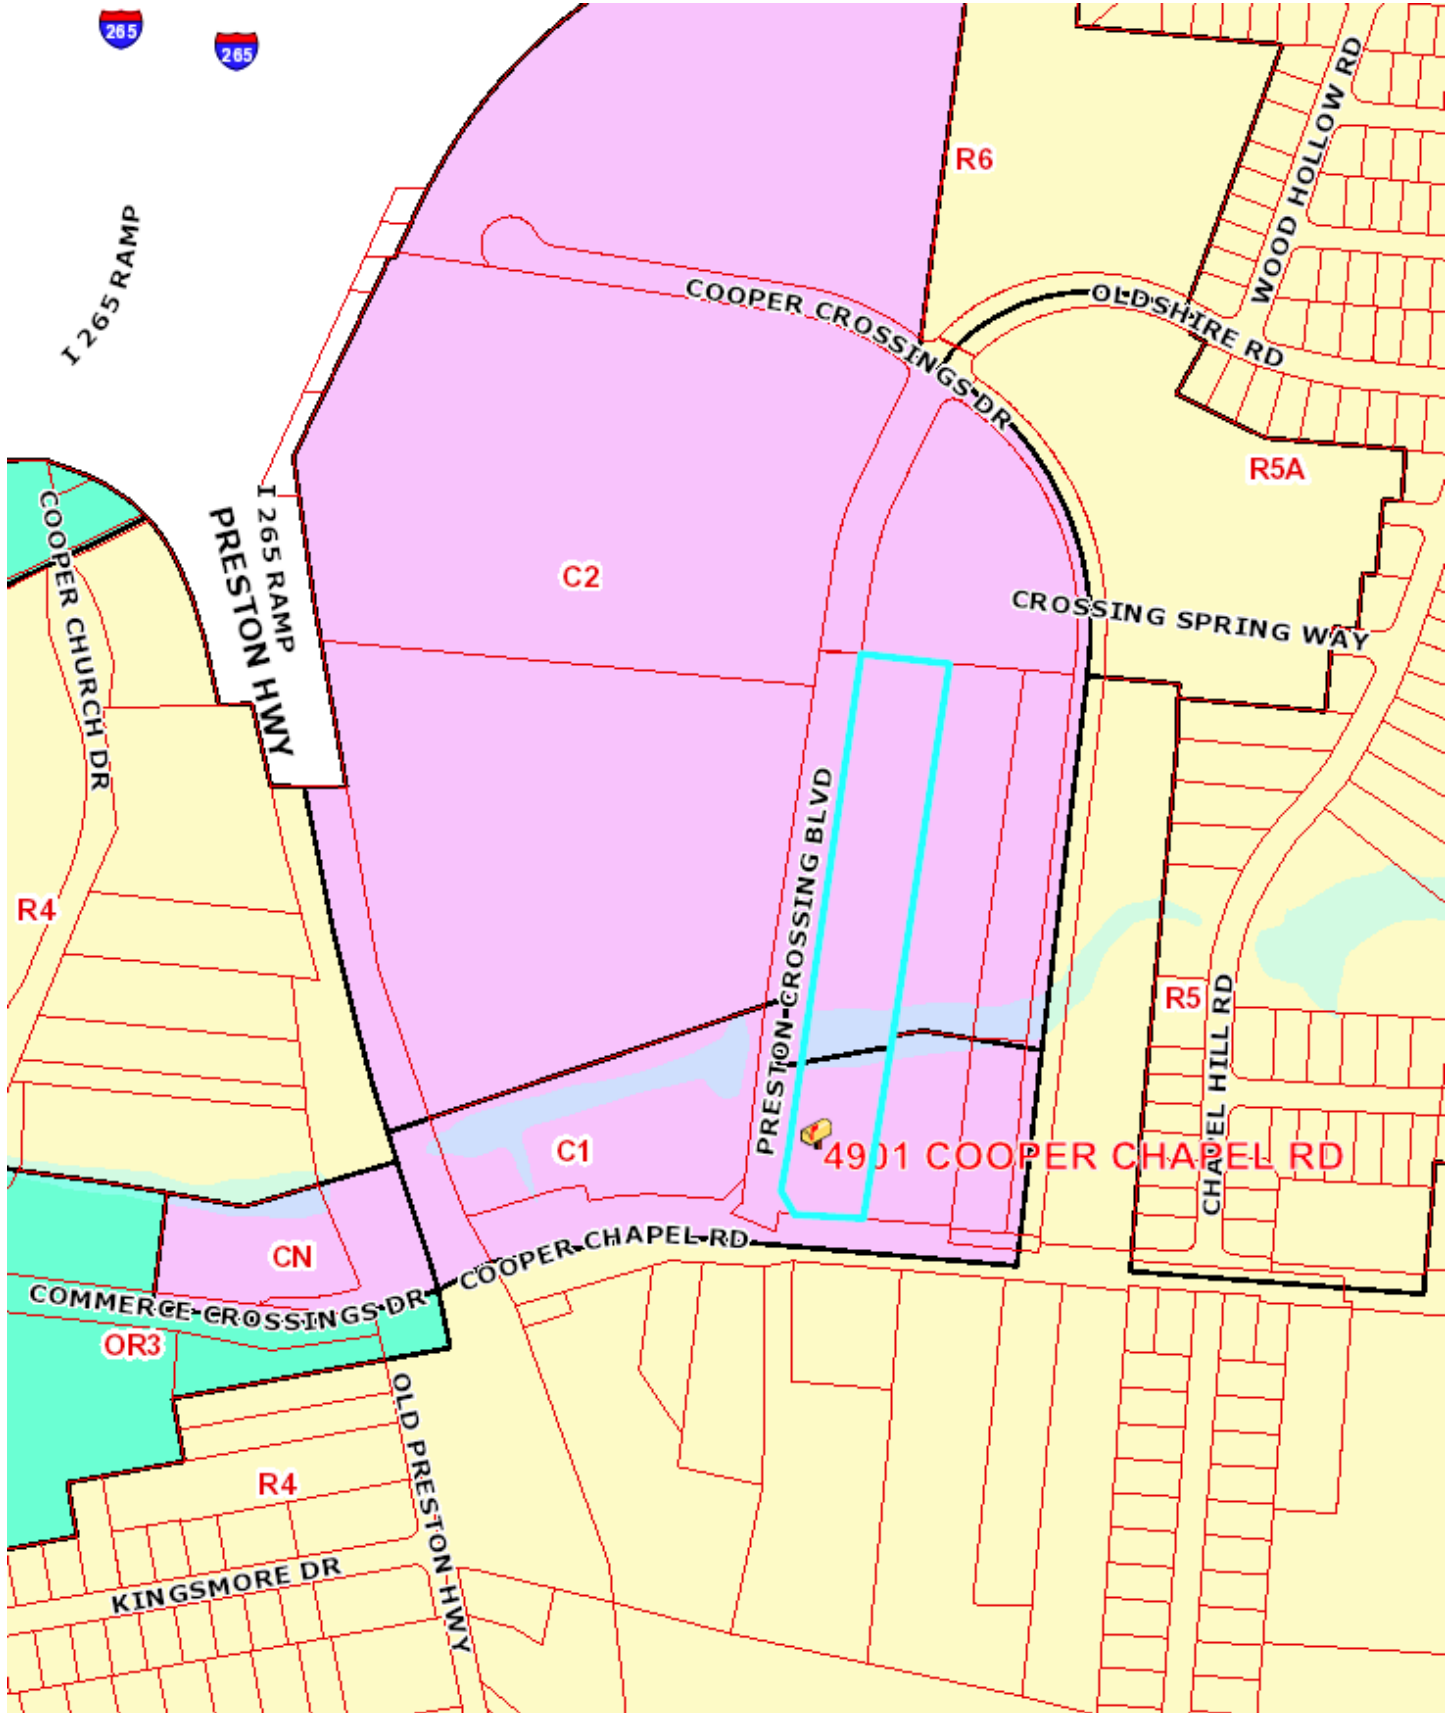 265
265
WOOD HOLLOW RD
R6
I 265 RAMP
COOPER CROSSINGS DR
OLDSHIRE RD
R5A
COOPER CHURCH DR
I 265 RAMP
PRESTON HWY
C2
CROSSING SPRING WAY
PRESTON CROSSING BLVD
R4
R5
CHAPEL HILL RD
C1
4901 COOPER CHAPEL RD
CN
COOPER CHAPEL RD
COMMERCE CROSSINGS DR
OR3
OLD PRESTON HWY
R4
KINGSMORE DR